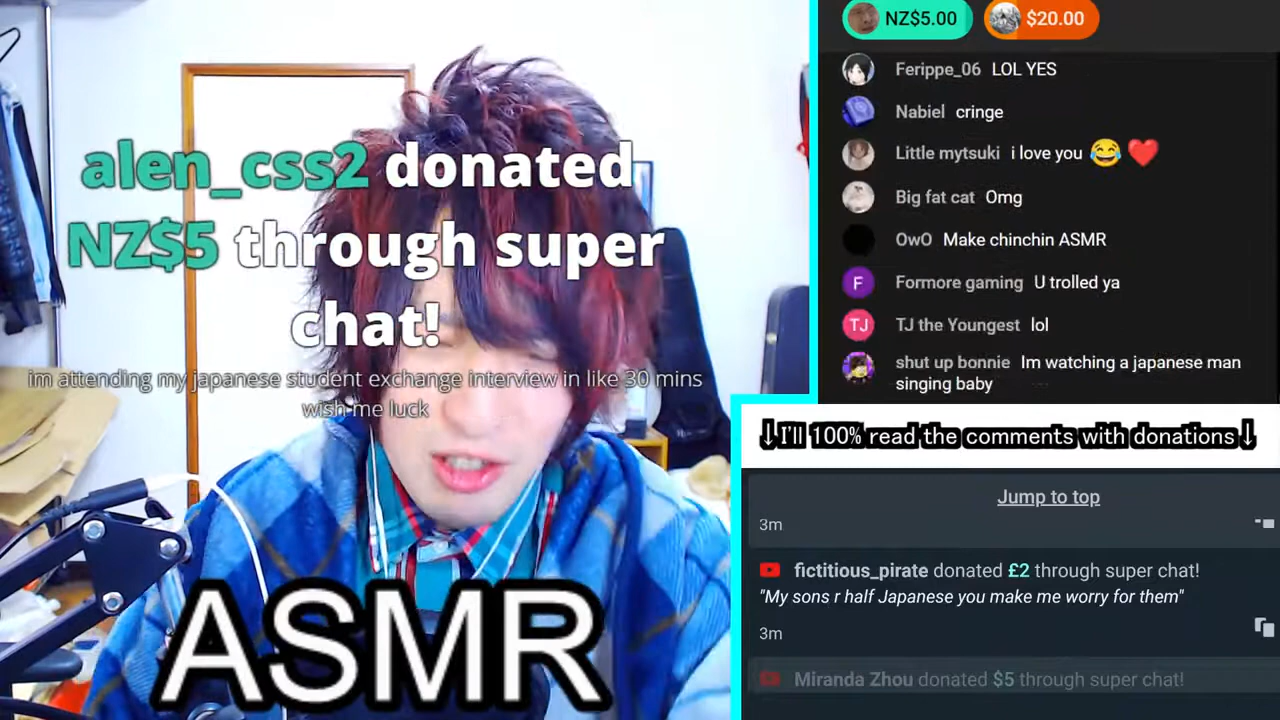 alen_css2 donated
NZ$5 through super
chat!
im attending my japanese student exchange interview in like 30 mins
wish me luck
ASMR
NZ$5.00
$20.00
Ferippe_06 LOL YES
Nabiel cringe
Little mytsuki i love you 😂 ❤️
Big fat cat Omg
OwO Make chinchin ASMR
F
Formore gaming U trolled ya
TJ
TJ the Youngest lol
shut up bonnie Im watching a japanese man
singing baby
↓I'll 100% read the comments with donations↓
Jump to top
3m
fictitious_pirate donated £2 through super chat!
"My sons r half Japanese you make me worry for them"
3m
Miranda Zhou donated $5 through super chat!